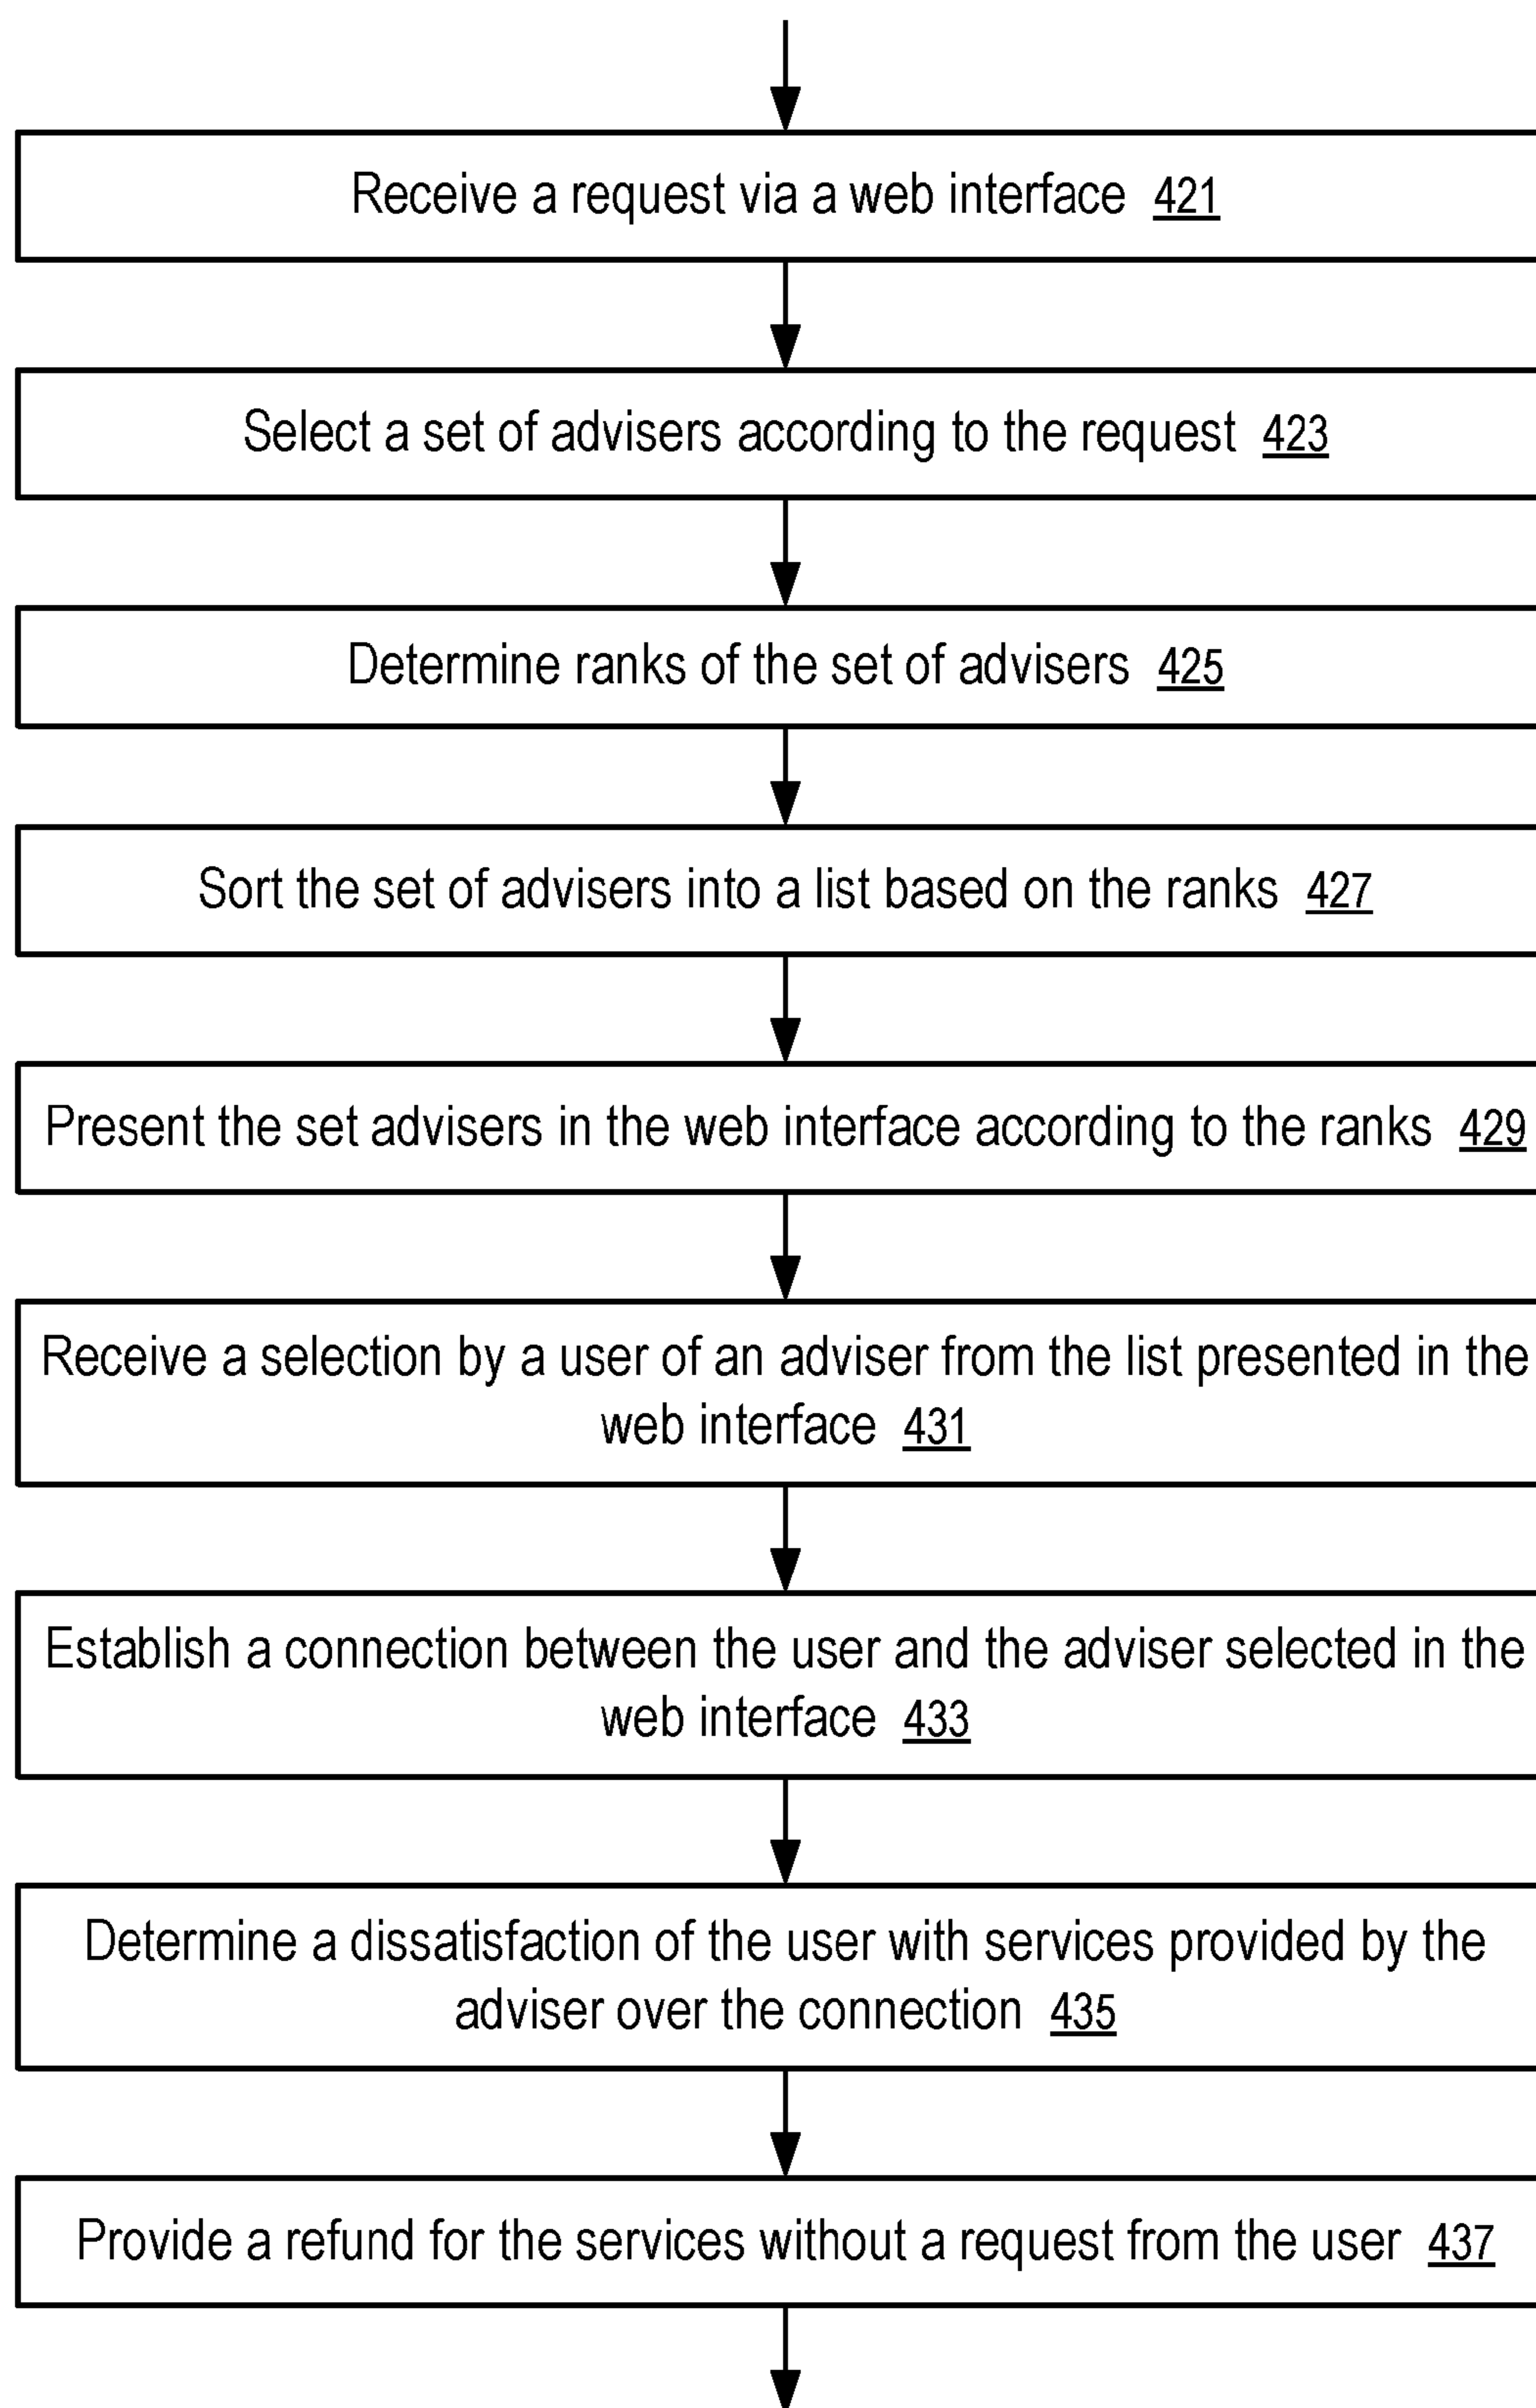 Receive a request via a web interface 421
Select a set of advisers according to the request 423
Determine ranks of the set of advisers 425
Sort the set of advisers into a list based on the ranks 427
Present the set advisers in the web interface according to the ranks 429
Receive a selection by a user of an adviser from the list presented in the
web interface 431
Establish a connection between the user and the adviser selected in the
web interface 433
Determine a dissatisfaction of the user with services provided by the
adviser over the connection 435
Provide a refund for the services without a request from the user 437